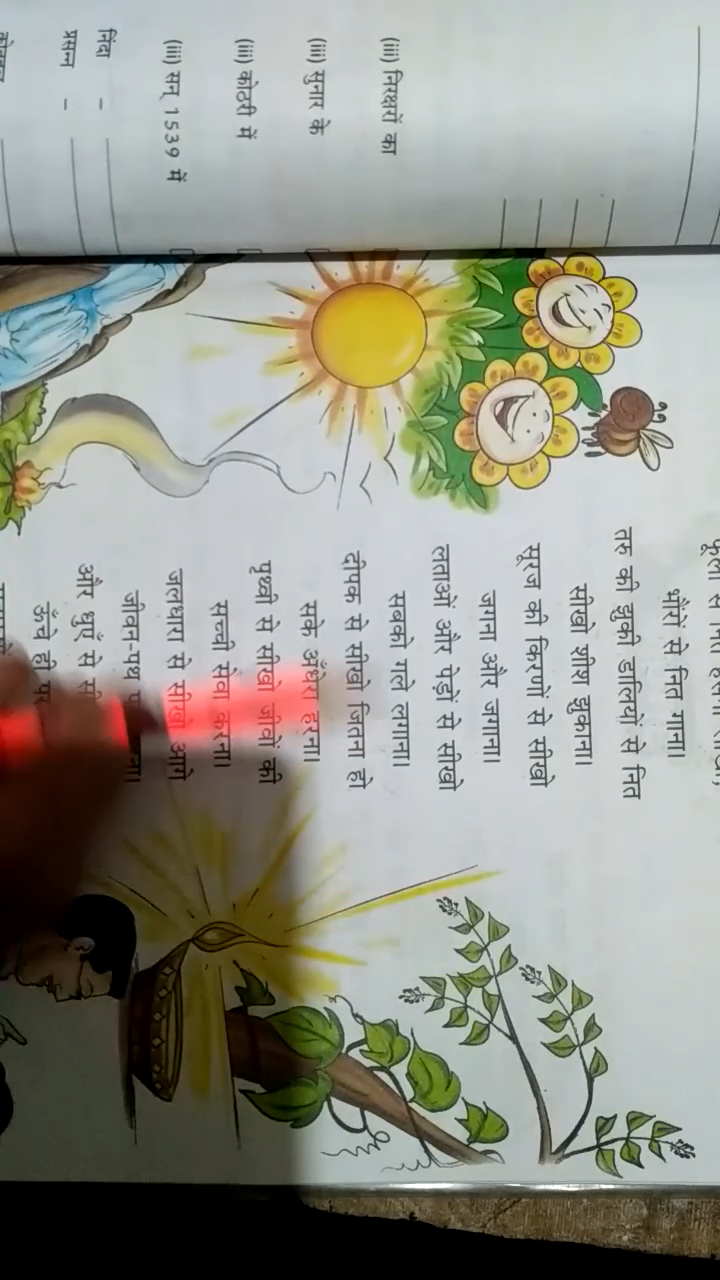 (iii) निरक्षरों का
(iii) सुनार के
(iii) कोठरी में
(iii) सन् 1539 में
निंदा –
प्रसन्न –
फूलों से नित हँसना सीखो,
भौंरों से नित गाना।
तरु की झुकी डालियों से नित
सीखो शीश झुकाना।
सूरज की किरणों से सीखो
जगना और जगाना।
लताओं और पेड़ों से सीखो
सबको गले लगाना।
दीपक से सीखो जितना हो
सके अँधेरा हरना।
पृथ्वी से सीखो जीवों की
सच्ची सेवा करना।
जलधारा से सीखो आगे
जीवन-पथ
और धुएँ से
ऊँचे ही